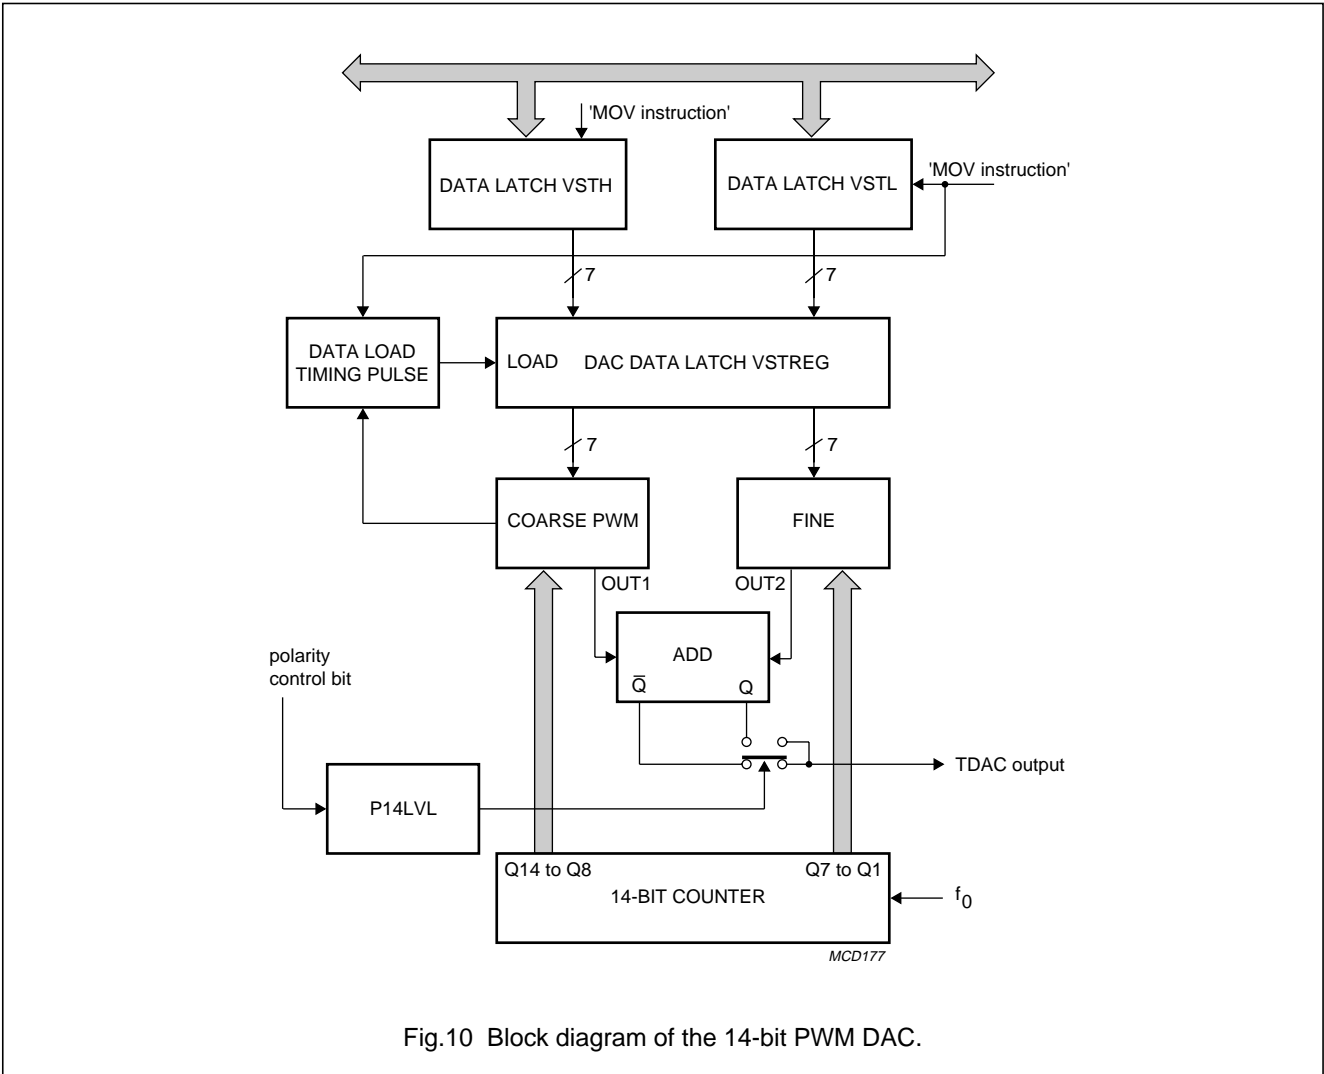 'MOV instruction'
DATA LATCH VSTH
DATA LATCH VSTL
'MOV instruction'
7
7
DATA LOAD
TIMING PULSE
LOAD
DAC DATA LATCH VSTREG
7
7
COARSE PWM
FINE
OUT1
OUT2
ADD
Q̅
Q
polarity
control bit
TDAC output
P14LVL
Q14 to Q8
Q7 to Q1
14-BIT COUNTER
f0
MCD177
Fig.10 Block diagram of the 14-bit PWM DAC.